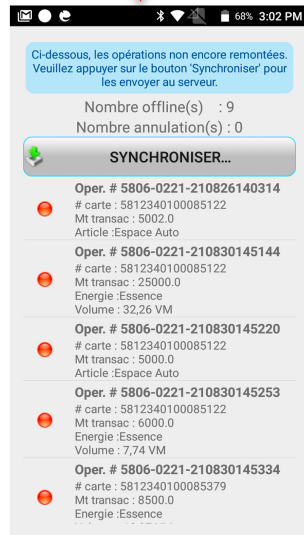 68% 3:02 PM
Ci-dessous, les opérations non encore remontées.
Veuillez appuyer sur le bouton 'Synchroniser' pour
les envoyer au serveur.
Nombre offline(s) : 9
Nombre annulation(s) : 0
SYNCHRONISER...
Oper. # 5806-0221-210826140314
# carte : 5812340100085122
Mt transac : 5002.0
Article :Espace Auto
Oper. # 5806-0221-210830145144
# carte : 5812340100085122
Mt transac : 25000.0
Energie :Essence
Volume : 32,26 VM
Oper. # 5806-0221-210830145220
# carte : 5812340100085122
Mt transac : 5000.0
Article :Espace Auto
Oper. # 5806-0221-210830145253
# carte : 5812340100085122
Mt transac : 6000.0
Energie :Essence
Volume : 7,74 VM
Oper. # 5806-0221-210830145334
# carte : 5812340100085379
Mt transac : 8500.0
Energie :Essence